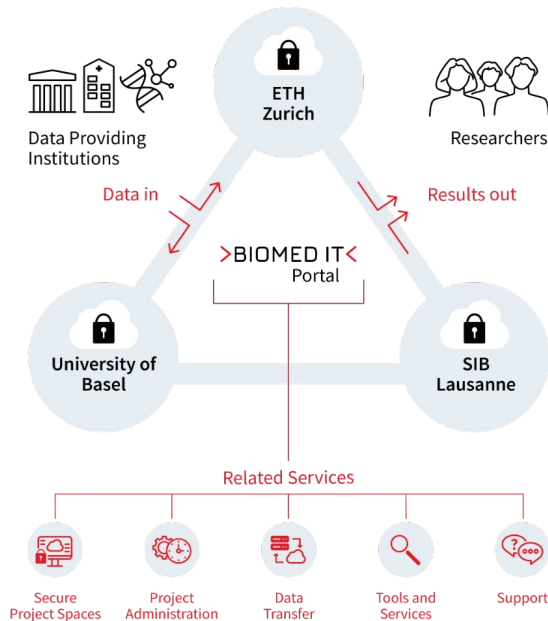 ETH
Zurich
Data Providing
Institutions
Researchers
Data in
Results out
>BIOMED IT<
Portal
University of
Basel
SIB
Lausanne
Related Services
Secure
Project Spaces
Project
Administration
Data
Transfer
Tools and
Services
Support